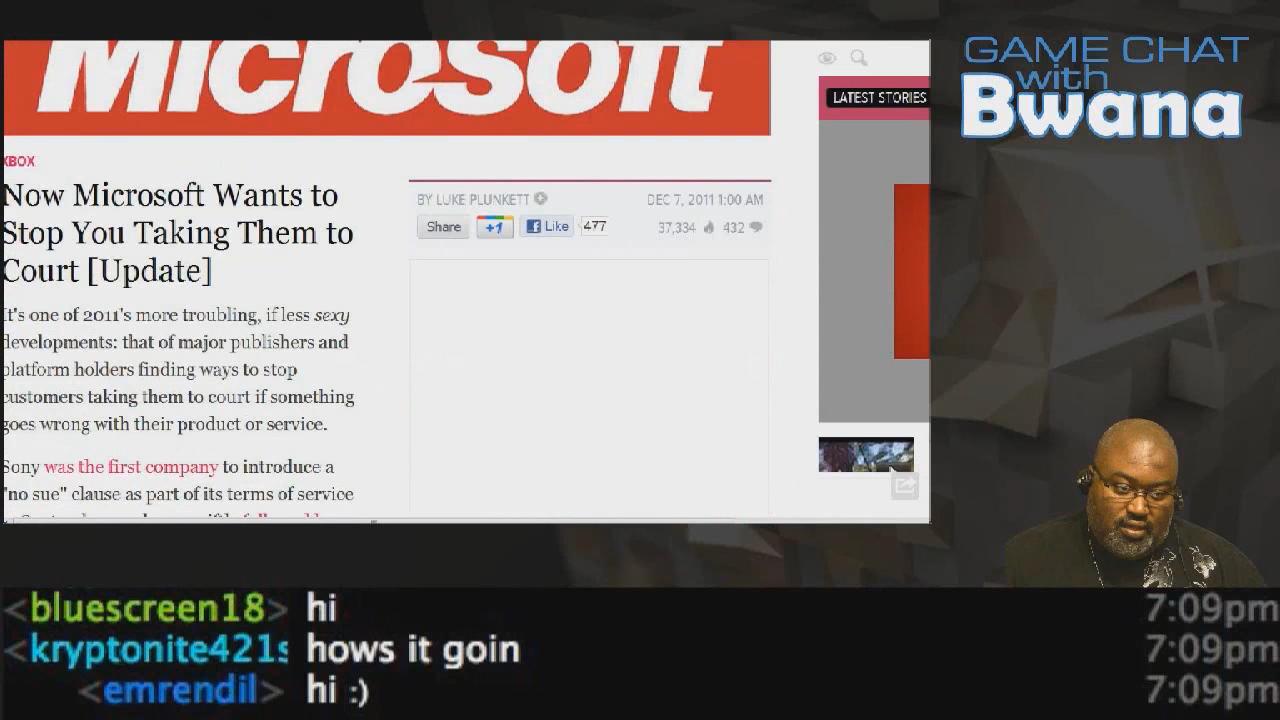 Microsoft
GAME CHAT
with
Bwana
LATEST STORIES
XBOX
Now Microsoft Wants to
Stop You Taking Them to
Court [Update]
BY LUKE PLUNKETT
DEC 7, 2011 1:00 AM
Share
+1
Like
477
37,334
432
It's one of 2011's more troubling, if less sexy
developments: that of major publishers and
platform holders finding ways to stop
customers taking them to court if something
goes wrong with their product or service.
Sony was the first company to introduce a
"no sue" clause as part of its terms of service
<bluescreen18> hi 7:09pm
<kryptonite421s hows it goin 7:09pm
<emrendil> hi :) 7:09pm